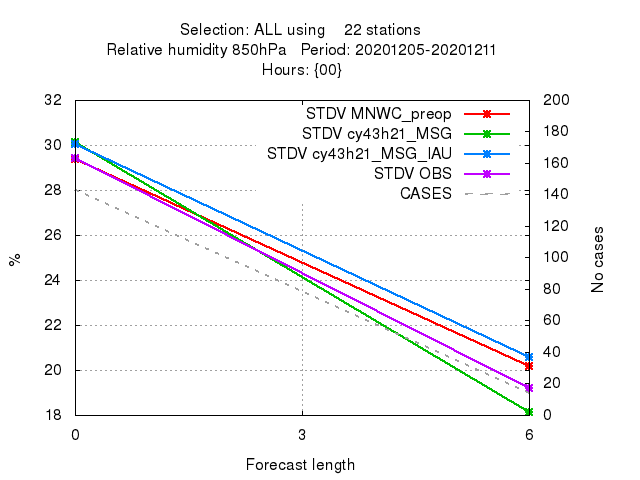 Selection: ALL using 22 stations
Relative humidity 850hPa Period: 20201205-20201211
Hours: {00}
32 200
STDV MNWC_preop
180
STDV cy43h21_MSG
30
160
STDV cy43h21_MSG_IAU
STDV OBS
28
140
CASES
26
120
%
No cases
24
100
80
22
60
20
40
20
18 0
0 3 6
Forecast length